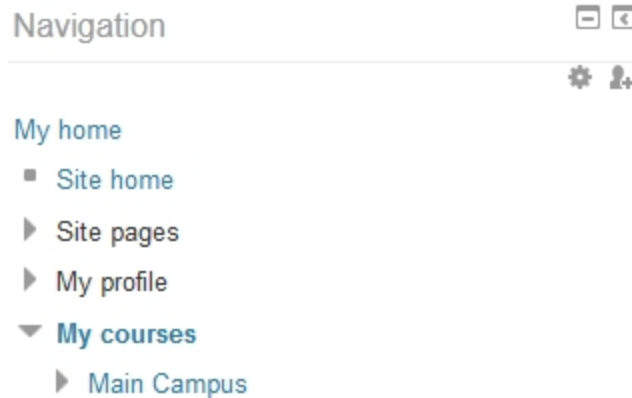 Navigation
My home
Site home
Site pages
My profile
My courses
Main Campus